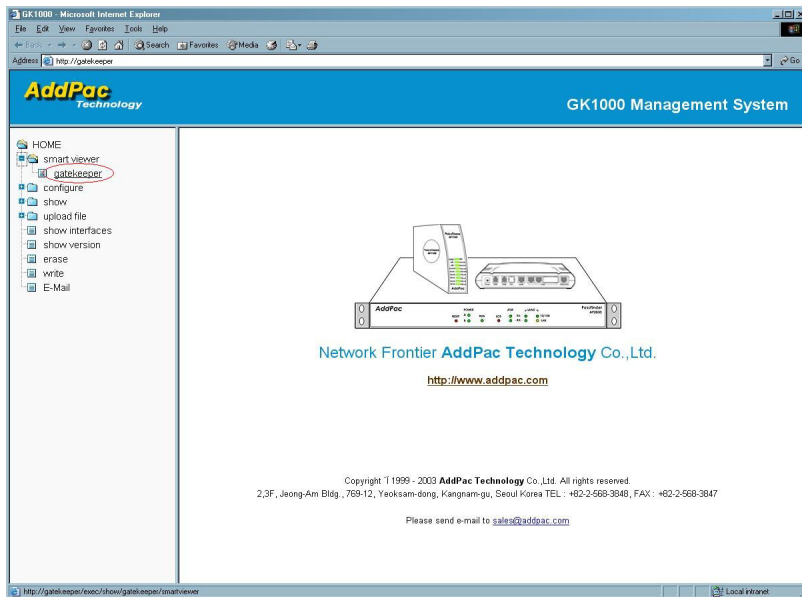 GK1000 - Microsoft Internet Explorer
File Edit View Favorites Tools Help
Back Search Favorites Media
Address http://gatekeeper Go
AddPac
Technology
GK1000 Management System
HOME
smart viewer
gatekeeper
configure
show
upload file
show interfaces
show version
erase
write
E-Mail
AddPac
Network Frontier AddPac Technology Co.,Ltd.
http://www.addpac.com
Copyright ¨Ï 1999 - 2003 AddPac Technology Co.,Ltd. All rights reserved.
2,3F, Jeong-Am Bldg., 769-12, Yeoksam-dong, Kangnam-gu, Seoul Korea TEL : +82-2-568-3848, FAX : +82-2-568-3847
Please send e-mail to sales@addpac.com
http://gatekeeper/exec/show/gatekeeper/smartviewer Local intranet